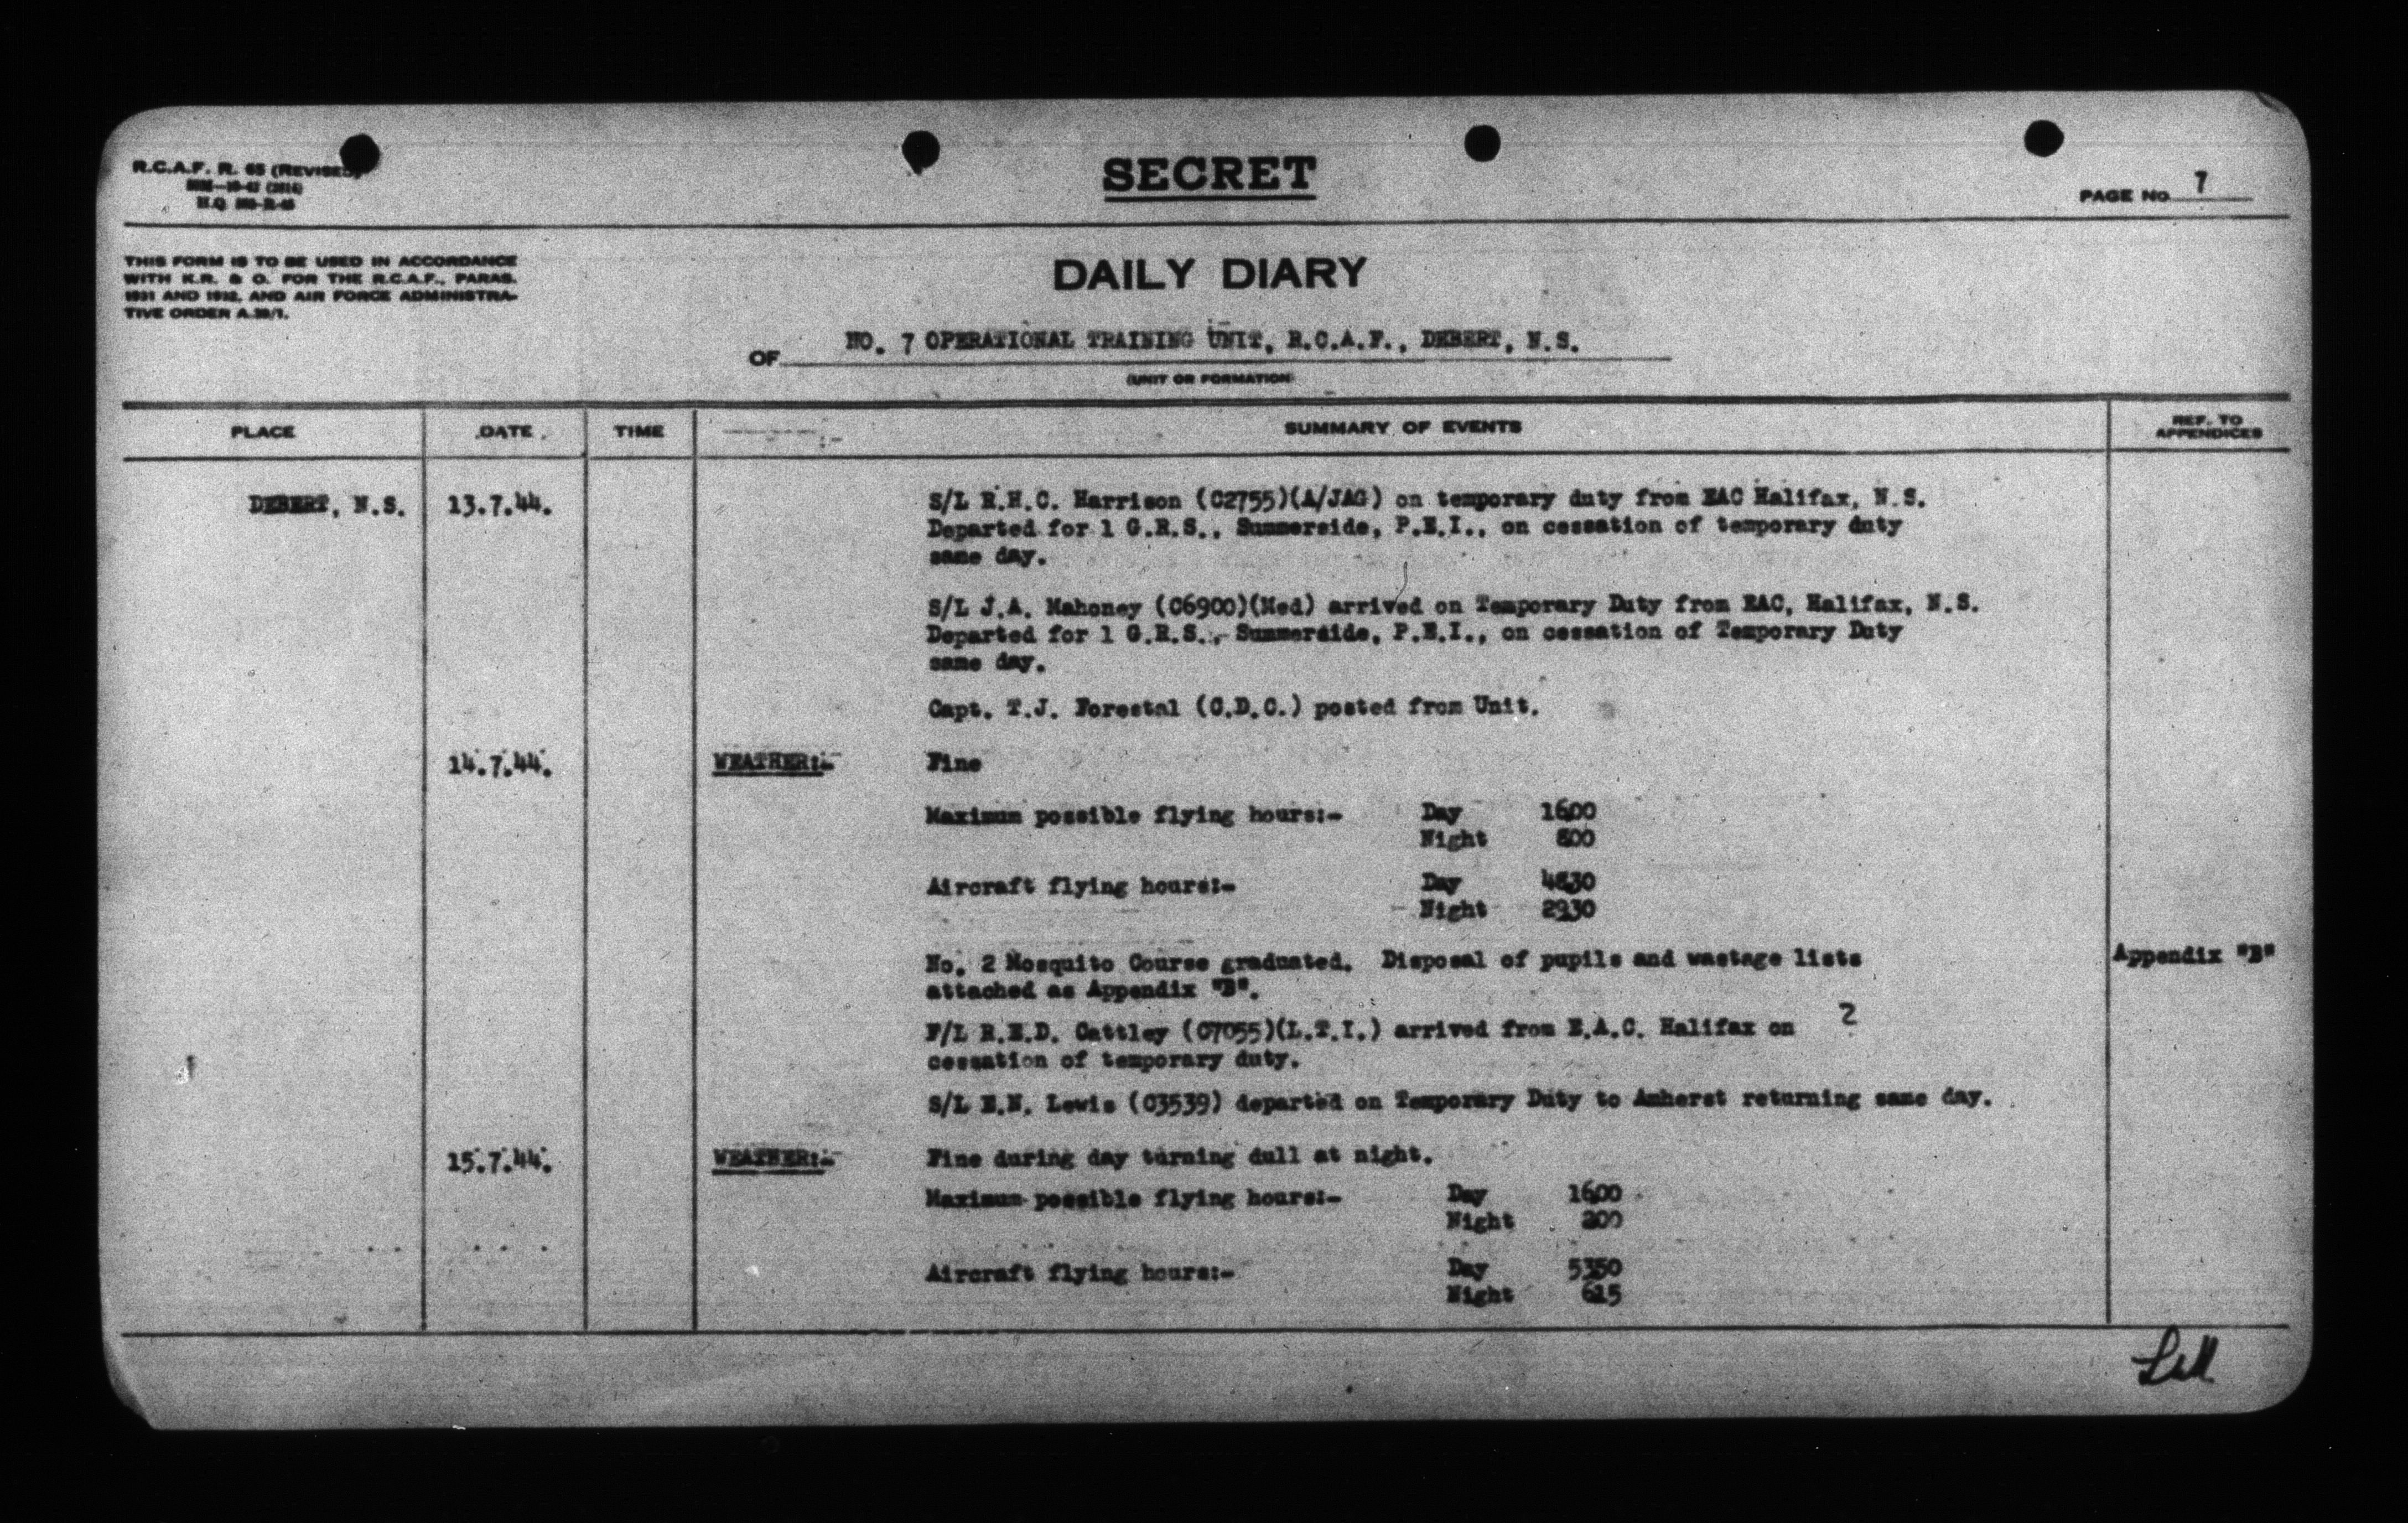 R.C.A.F. R. 65 (REVISED)
SECRET
PAGE No 7
THIS FORM IS TO BE USED IN ACCORDANCE
WITH K.R. & O. FOR THE R.C.A.F., PARAS.
1931 AND 1932, AND AIR FORCE ADMINISTRA-
TIVE ORDER A.39/1.
DAILY DIARY
OF NO. 7 OPERATIONAL TRAINING UNIT, R.C.A.F., DEBERT, N.S.
(UNIT OR FORMATION)
PLACE DATE TIME SUMMARY OF EVENTS REF. TO APPENDICES
DEBERT, N.S. 13.7.44. S/L R.H.C. Harrison (C2755)(A/JAG) on temporary duty from EAC Halifax, N.S.
Departed for 1 G.R.S., Summerside, P.E.I., on cessation of temporary duty
same day.
S/L J.A. Mahoney (C6900)(Med) arrived on Temporary Duty from EAC, Halifax, N.S.
Departed for 1 G.R.S., Summerside, P.E.I., on cessation of Temporary Duty
same day.
Capt. T.J. Forestal (C.D.C.) posted from Unit.
14.7.44. WEATHER:- Fine
Maximum possible flying hours:- Day 1600
Night 800
Aircraft flying hours:- Day 4830
Night 2930
No. 2 Mosquito Course graduated. Disposal of pupils and wastage lists Appendix "B"
attached as Appendix "B".
F/L R.E.D. Cattley (C7055)(L.T.I.) arrived from E.A.C. Halifax on 2
cessation of temporary duty.
S/L E.N. Lewis (C3539) departed on Temporary Duty to Amherst returning same day.
15.7.44. WEATHER:- Fine during day turning dull at night.
Maximum possible flying hours:- Day 1600
Night 200
Aircraft flying hours:- Day 5350
Night 615